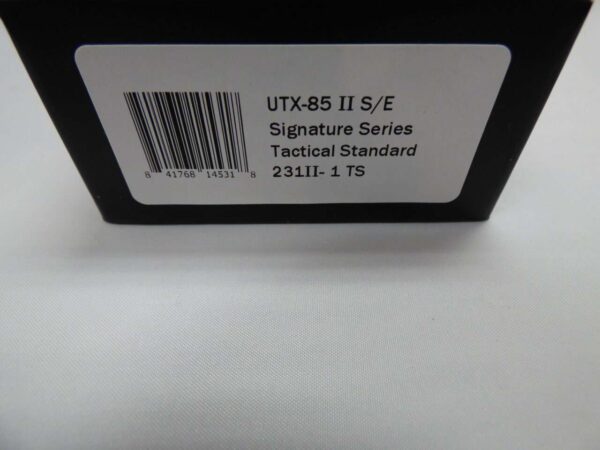 UTX-85 II S/E
Signature Series
Tactical Standard
231II- 1 TS
8 41768 14531 8